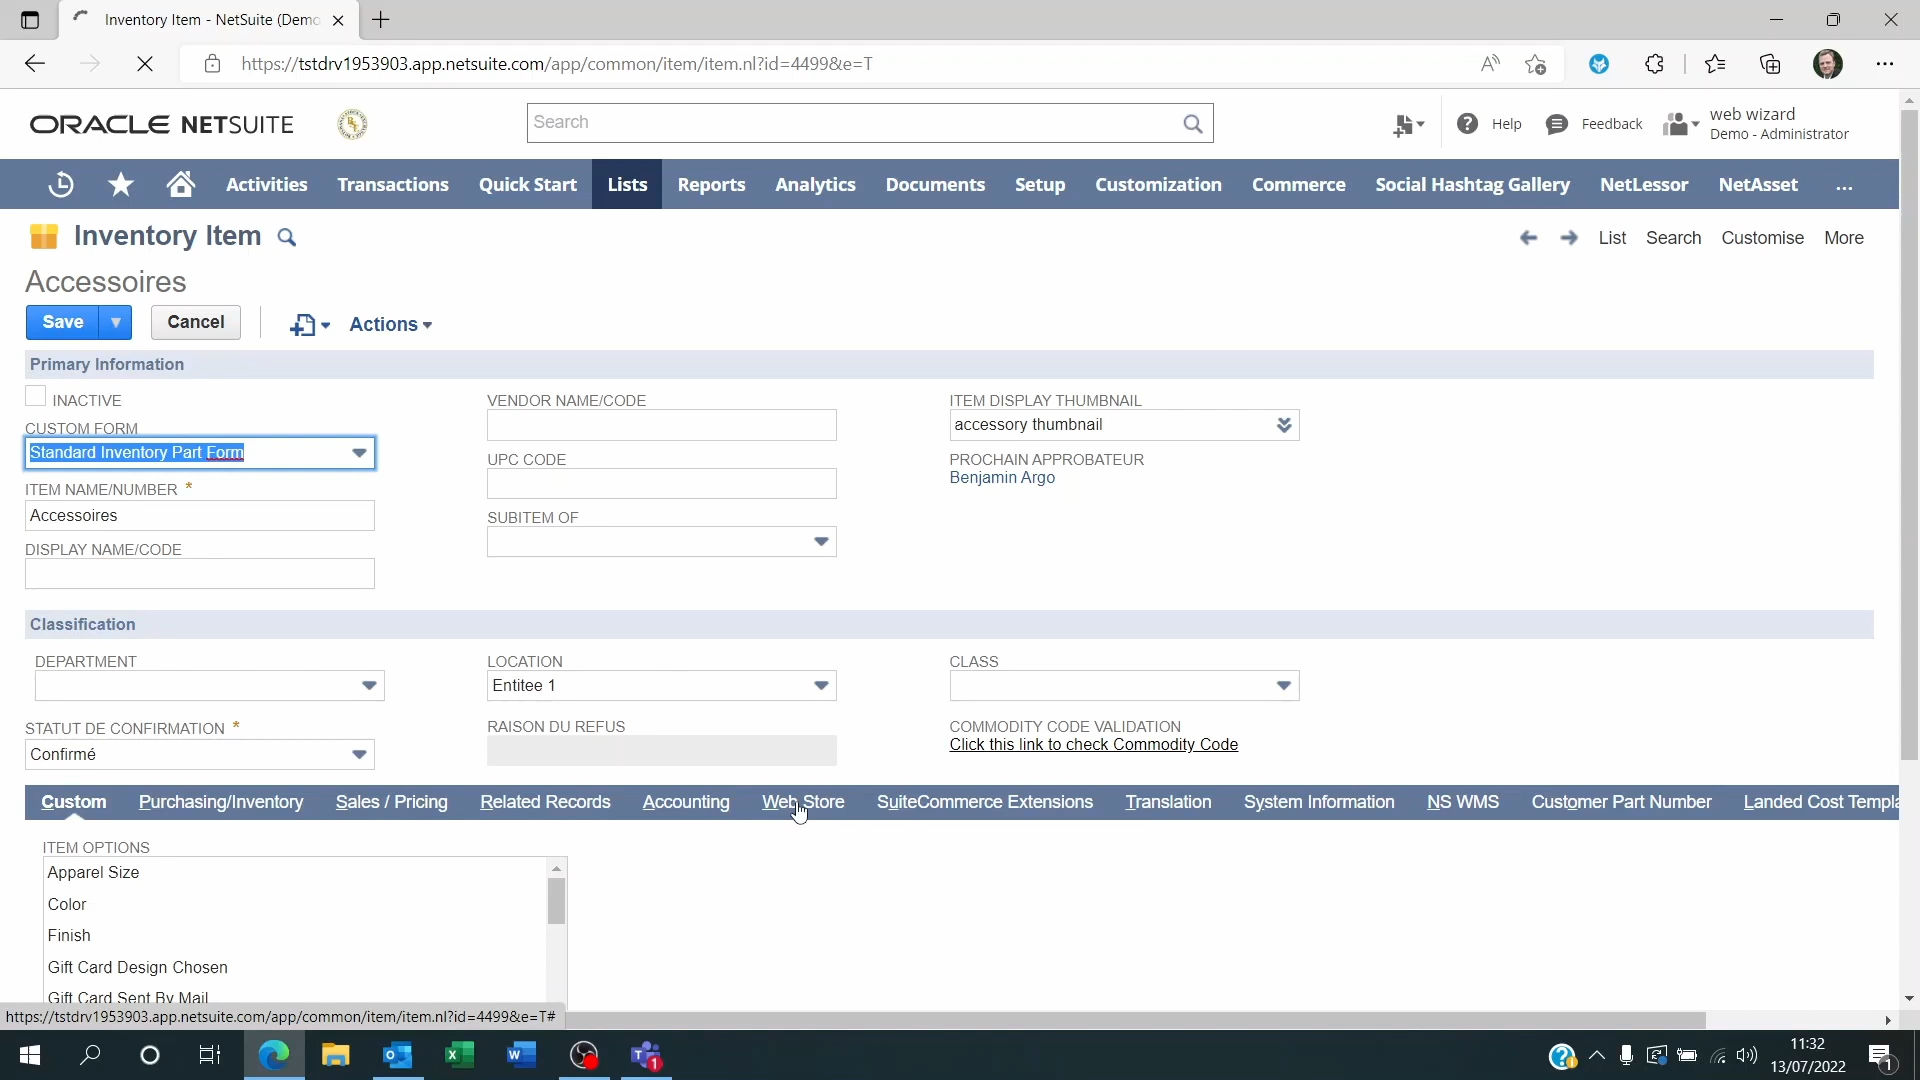 Inventory Item - NetSuite (Demo
https://tstdrv1953903.app.netsuite.com/app/common/item/item.nl?id=4499&e=T
ORACLE NETSUITE
Search
Help
Feedback
web wizard
Demo - Administrator
Activities
Transactions
Quick Start
Lists
Reports
Analytics
Documents
Setup
Customization
Commerce
Social Hashtag Gallery
NetLessor
NetAsset
...
Inventory Item
List
Search
Customise
More
Accessoires
Save
Cancel
Actions
Primary Information
INACTIVE
CUSTOM FORM
Standard Inventory Part Form
ITEM NAME/NUMBER *
Accessoires
DISPLAY NAME/CODE
VENDOR NAME/CODE
UPC CODE
SUBITEM OF
ITEM DISPLAY THUMBNAIL
accessory thumbnail
PROCHAIN APPROBATEUR
Benjamin Argo
Classification
DEPARTMENT
STATUT DE CONFIRMATION *
Confirmé
LOCATION
Entitee 1
RAISON DU REFUS
CLASS
COMMODITY CODE VALIDATION
Click this link to check Commodity Code
Custom
Purchasing/Inventory
Sales / Pricing
Related Records
Accounting
Web Store
SuiteCommerce Extensions
Translation
System Information
NS WMS
Customer Part Number
Landed Cost Templa
ITEM OPTIONS
Apparel Size
Color
Finish
Gift Card Design Chosen
Gift Card Sent By Mail
https://tstdrv1953903.app.netsuite.com/app/common/item/item.nl?id=4499&e=T#
11:32
13/07/2022
1
1